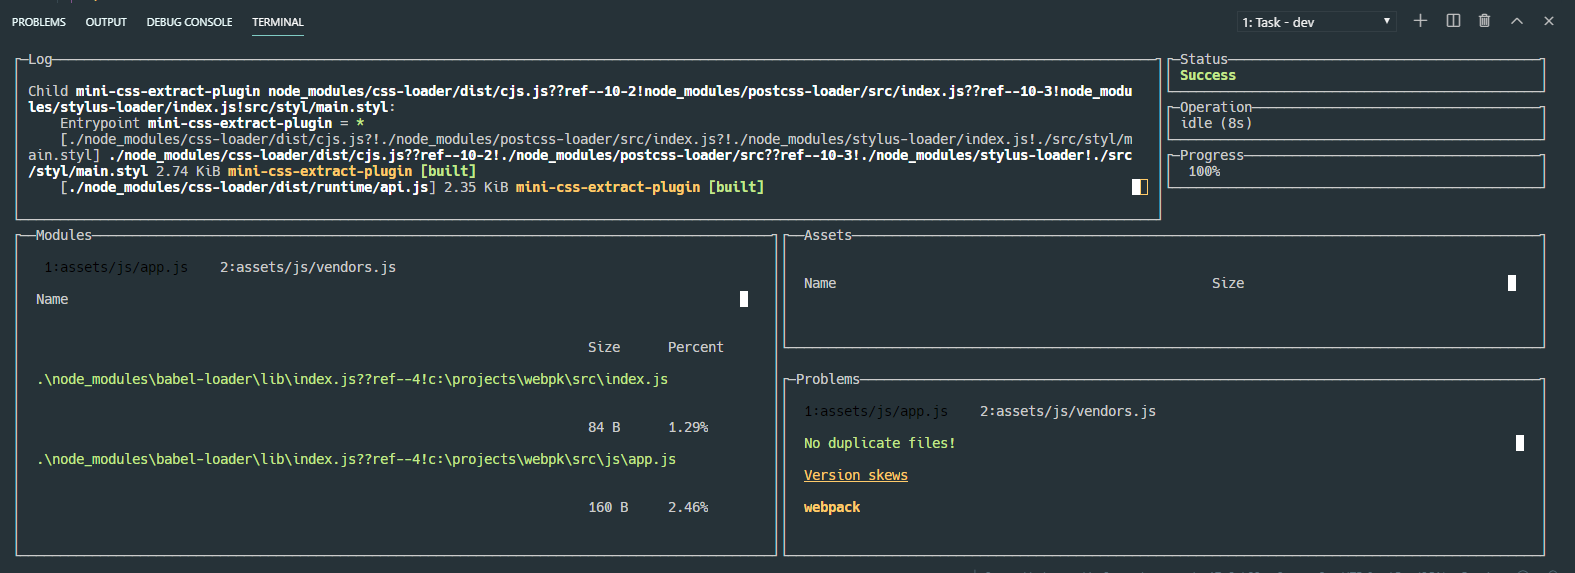 PROBLEMS OUTPUT DEBUG CONSOLE TERMINAL 1: Task - dev
Log
Child mini-css-extract-plugin node_modules/css-loader/dist/cjs.js??ref--10-2!node_modules/postcss-loader/src/index.js??ref--10-3!node_modu
les/stylus-loader/index.js!src/styl/main.styl:
Entrypoint mini-css-extract-plugin = *
[./node_modules/css-loader/dist/cjs.js?!./node_modules/postcss-loader/src/index.js?!./node_modules/stylus-loader/index.js!./src/styl/m
ain.styl] ./node_modules/css-loader/dist/cjs.js??ref--10-2!./node_modules/postcss-loader/src??ref--10-3!./node_modules/stylus-loader!./src
/styl/main.styl 2.74 KiB mini-css-extract-plugin [built]
[./node_modules/css-loader/dist/runtime/api.js] 2.35 KiB mini-css-extract-plugin [built]
Status
Success
Operation
idle (8s)
Progress
100%
Modules
1:assets/js/app.js 2:assets/js/vendors.js
Name
Size Percent
.\node_modules\babel-loader\lib\index.js??ref--4!c:\projects\webpk\src\index.js
84 B 1.29%
.\node_modules\babel-loader\lib\index.js??ref--4!c:\projects\webpk\src\js\app.js
160 B 2.46%
Assets
Name Size
Problems
1:assets/js/app.js 2:assets/js/vendors.js
No duplicate files!
Version skews
webpack